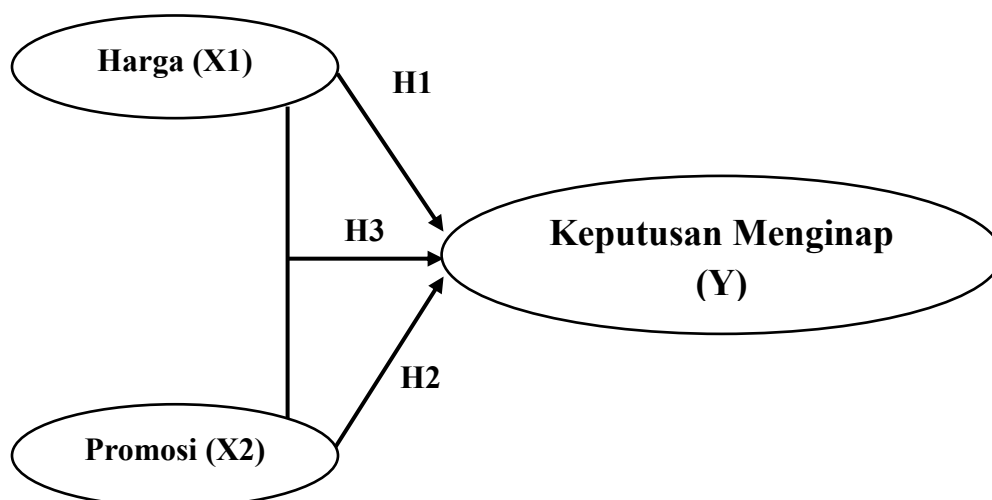 Harga (X1)
H1
H3
Keputusan Menginap
(Y)
H2
Promosi (X2)